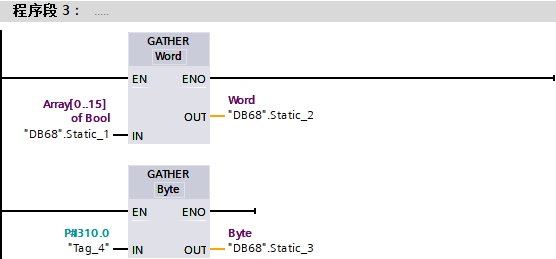 程序段 3： .....
GATHER
Word
EN ENO
Array[0..15]
of Bool
Word
OUT "DB68".Static_2
"DB68".Static_1 IN
GATHER
Byte
EN ENO
P#310.0
Byte
"Tag_4" IN OUT "DB68".Static_3